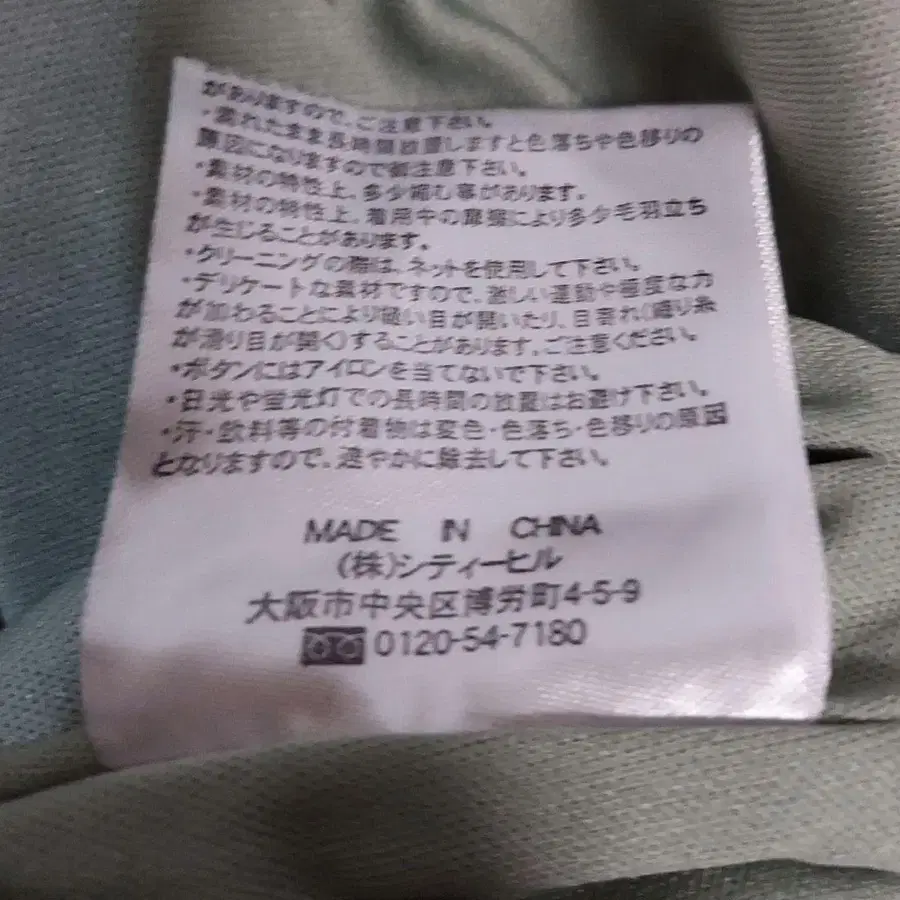 がありますので、ご注意下さい。
・濡れたまま長時間放置しますと色落ちや色移りの
原因になりますので御注意下さい。
・素材の特性上、多少縮む事があります。
・素材の特性上、着用中の摩擦により多少毛羽立ち
が生じることがあります。
・クリーニングの際は、ネットを使用して下さい。
・デリケートな素材ですので、激しい運動や極度な力
が加わることにより縫い目が開いたり、目寄れ(織り糸
が滑り目が開く)することがあります。ご注意ください。
・ボタンにはアイロンを当てないで下さい。
・日光や蛍光灯での長時間の放置はお避け下さい。
・汗・飲料等の付着物は変色・色落ち・色移りの原因
となりますので、速やかに除去して下さい。
MADE IN CHINA
(株)シティーヒル
大阪市中央区博労町4-5-9
0120-54-7180